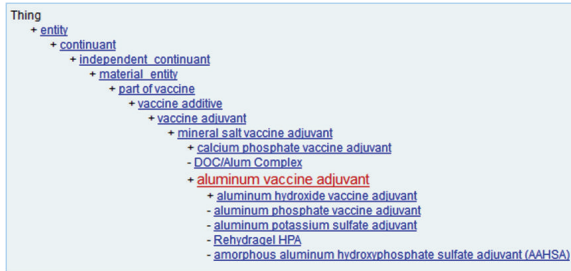 Thing
+ entity
+ continuant
+ independent_continuant
+ material_entity
+ part of vaccine
+ vaccine additive
+ vaccine adjuvant
+ mineral salt vaccine adjuvant
+ calcium phosphate vaccine adjuvant
- DOC/Alum Complex
+ aluminum vaccine adjuvant
+ aluminum hydroxide vaccine adjuvant
- aluminum phosphate vaccine adjuvant
- aluminum potassium sulfate adjuvant
- Rehydragel HPA
- amorphous aluminum hydroxyphosphate sulfate adjuvant (AAHSA)